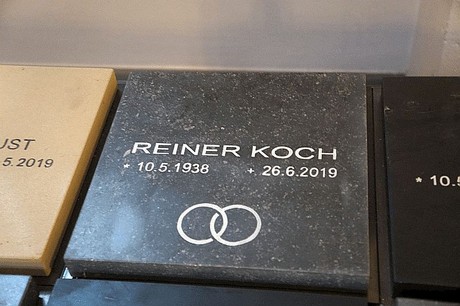 UST
5.2019
REINER KOCH
* 10.5.1938 + 26.6.2019
* 10.5